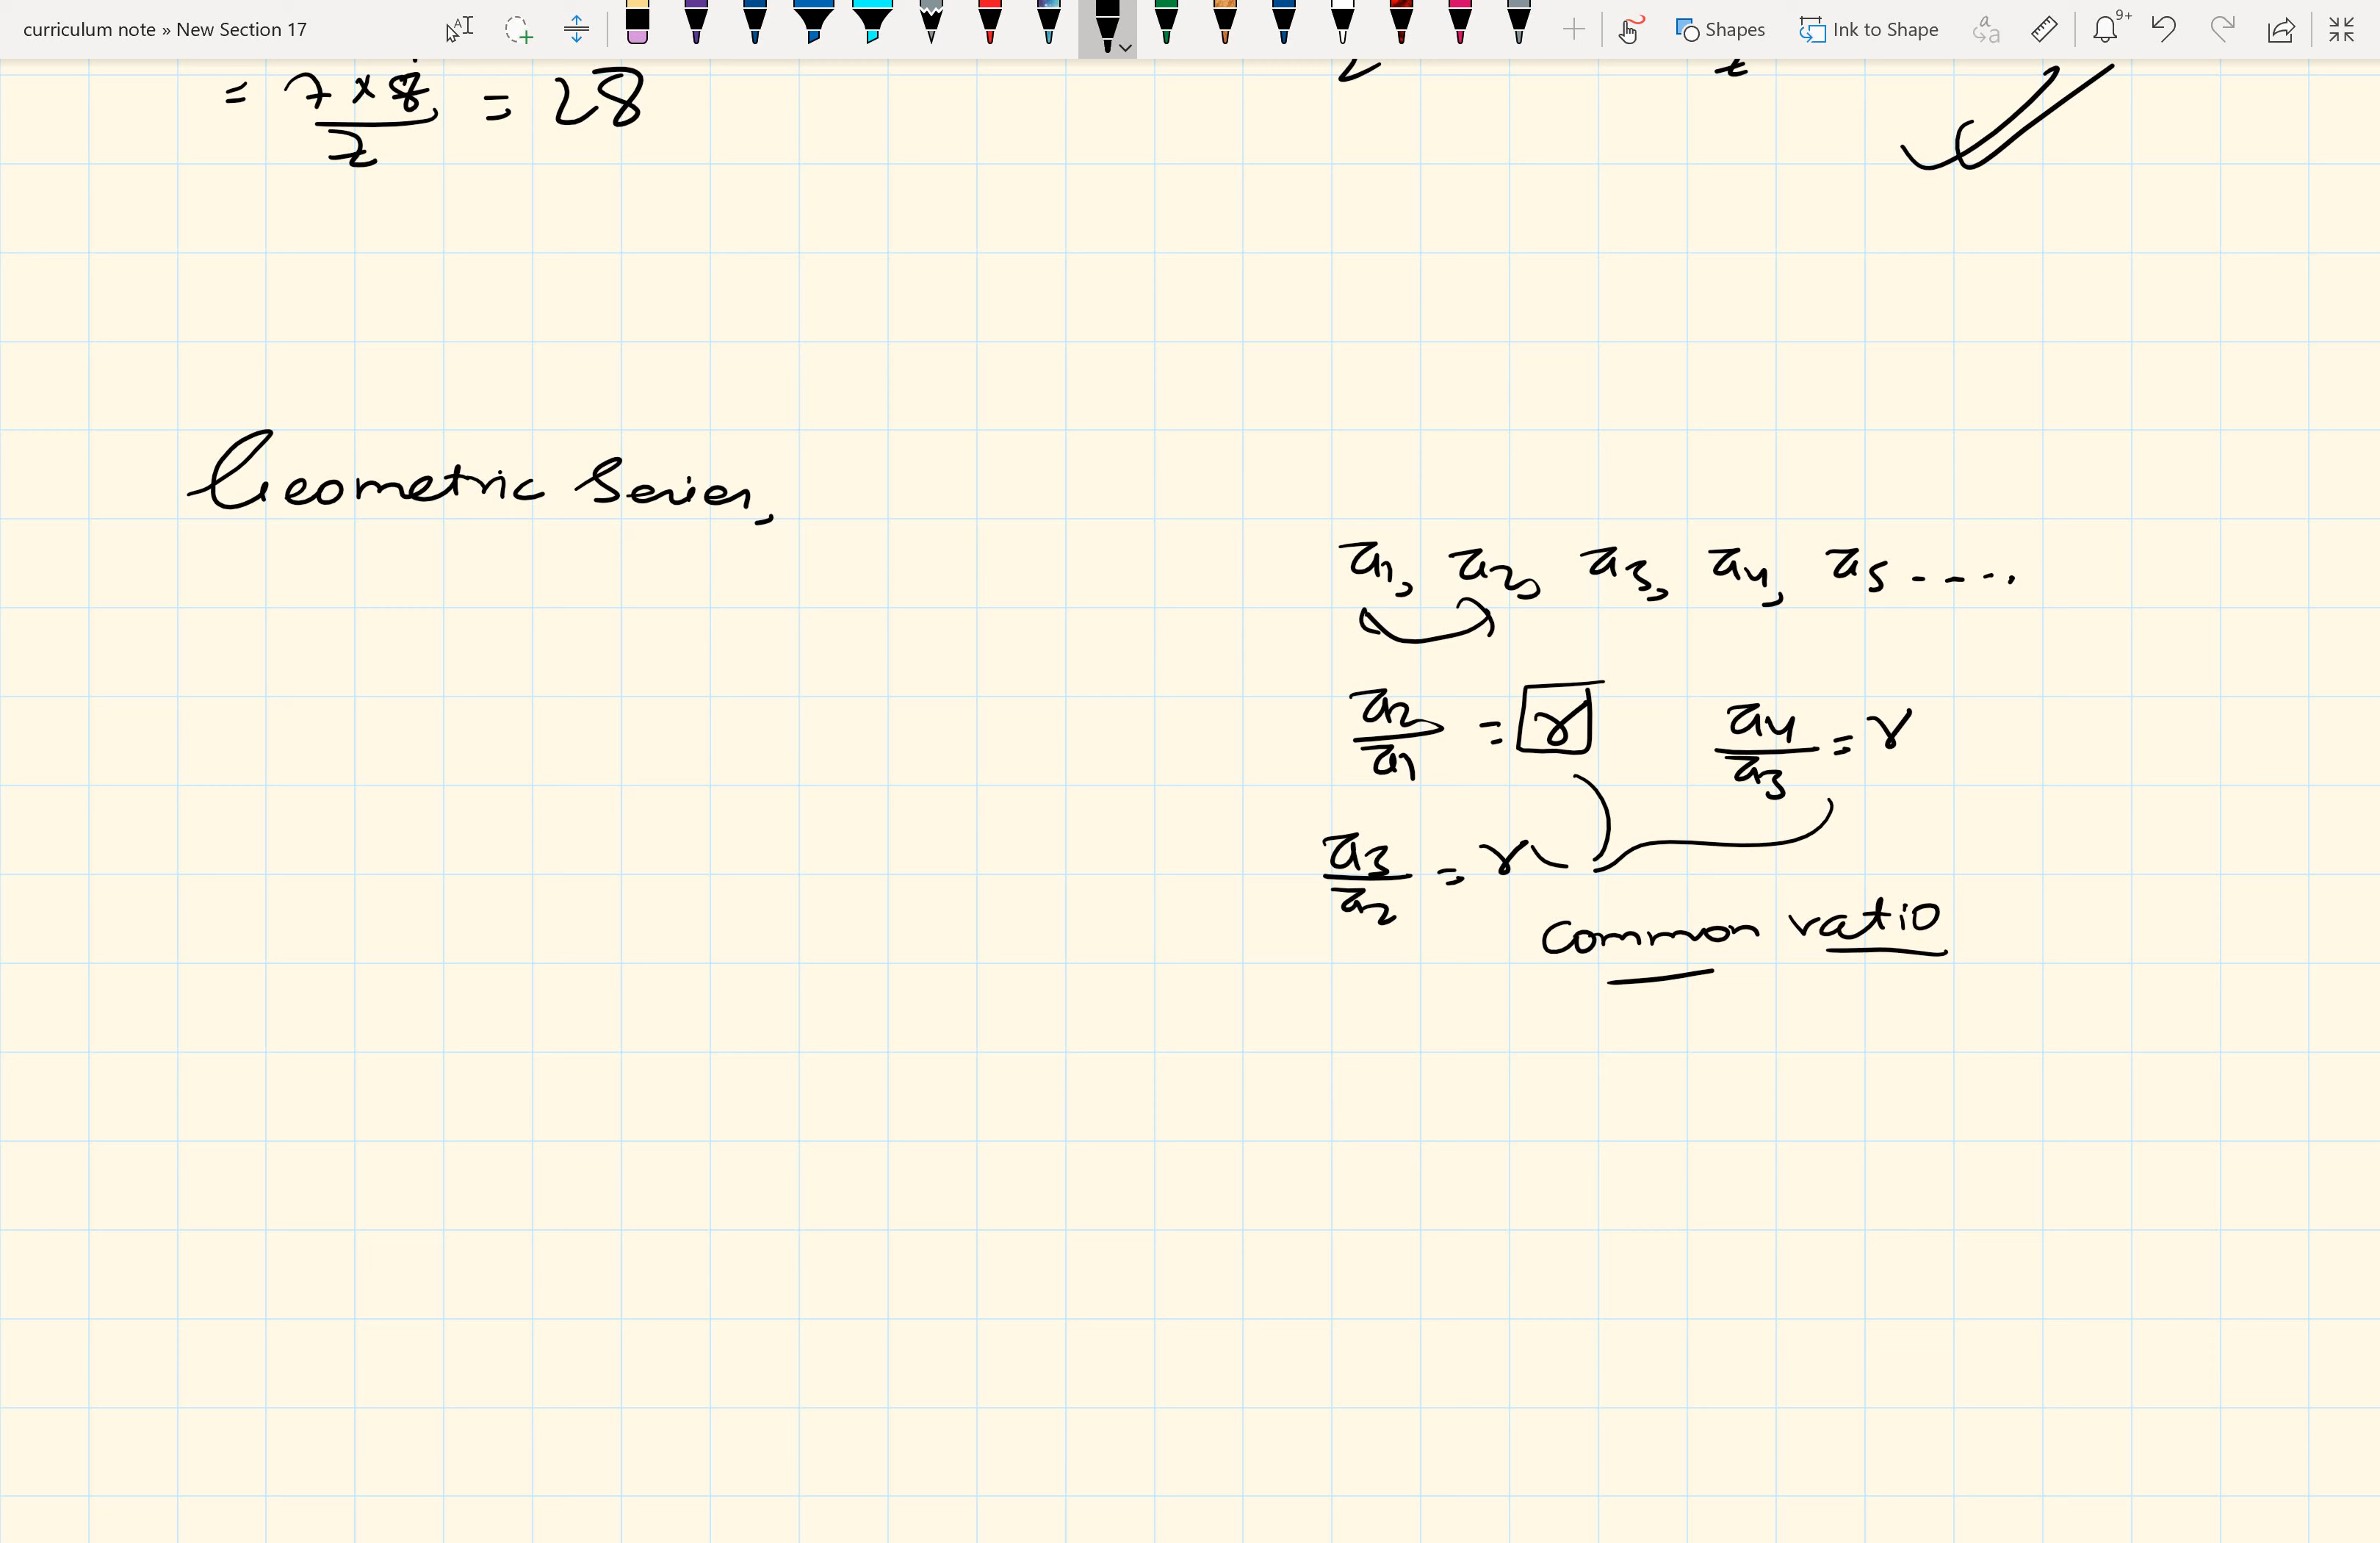 curriculum note » New Section 17
Shapes
Ink to Shape
9+
= 7 x 8 / 2 = 28
Geometric Series,
a1, a2, a3, a4, a5 ----.
a2 / a1 = r
a4 / a3 = r
a3 / a2 = r
common ratio